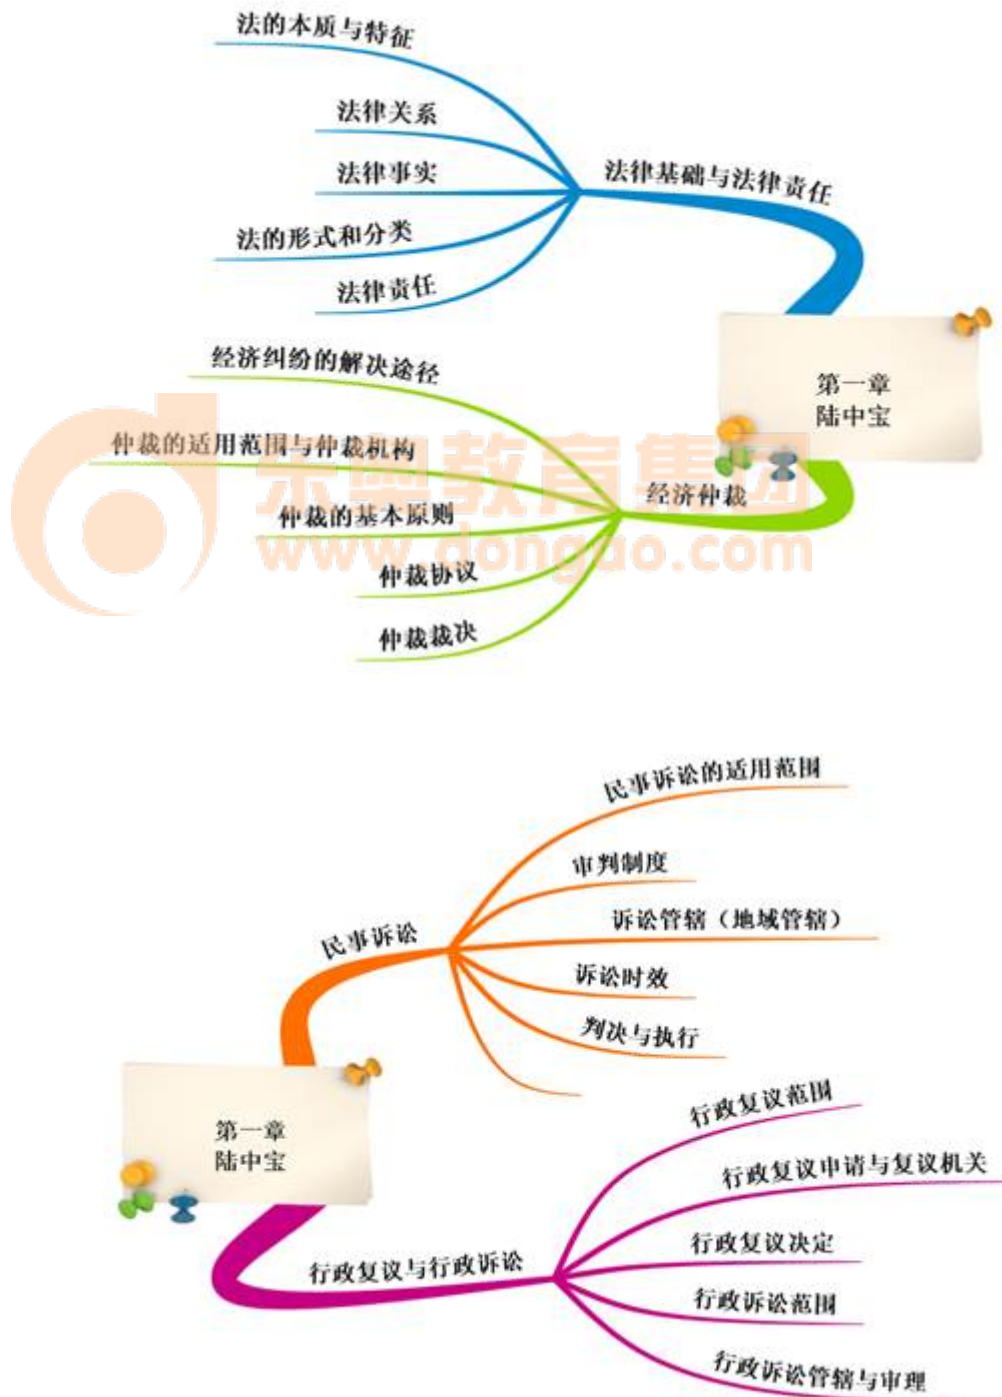 法的本质与特征
法律关系
法律基础与法律责任
法律事实
法的形式和分类
法律责任
经济纠纷的解决途径
第一章
陆中宝
仲裁的适用范围与仲裁机构
东奥教育集团
经济仲裁
仲裁的基本原则
www.dongao.com
仲裁协议
仲裁裁决
民事诉讼的适用范围
审判制度
诉讼管辖（地域管辖）
民事诉讼
诉讼时效
判决与执行
行政复议范围
第一章
陆中宝
行政复议申请与复议机关
行政复议决定
行政复议与行政诉讼
行政诉讼范围
行政诉讼管辖与审理